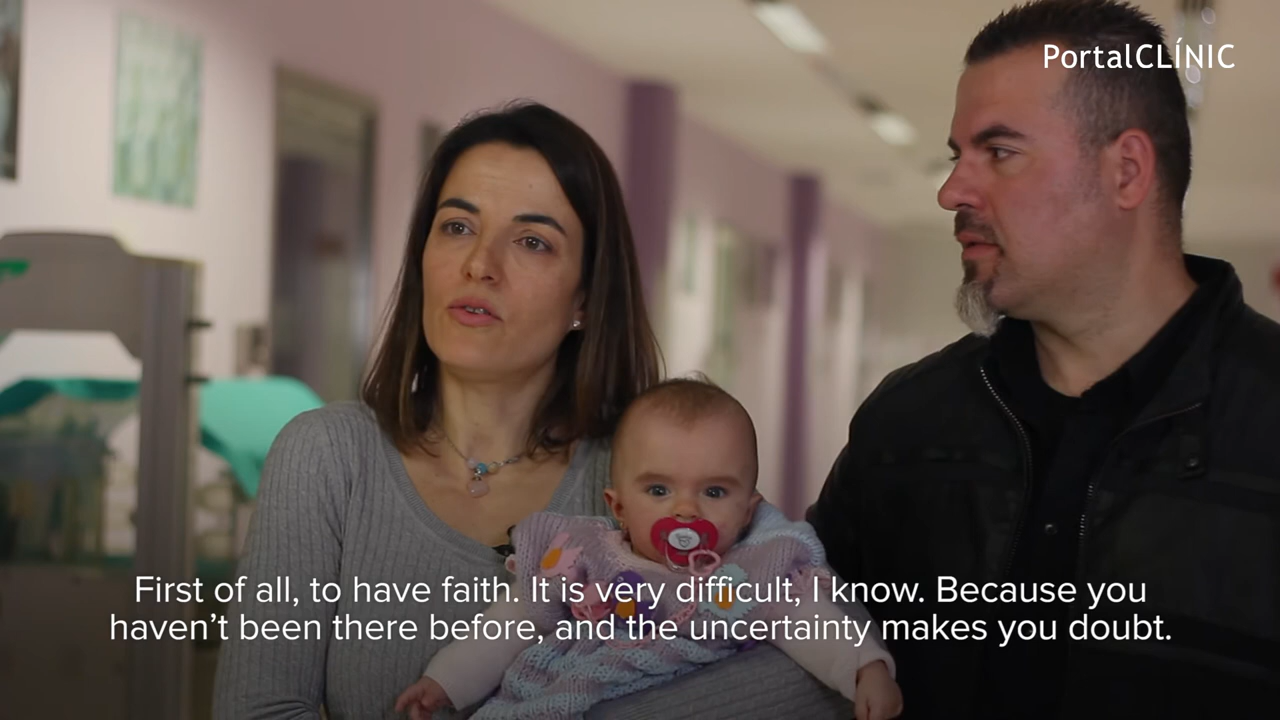 PortalCLÍNIC
First of all, to have faith. It is very difficult, I know. Because you
haven’t been there before, and the uncertainty makes you doubt.